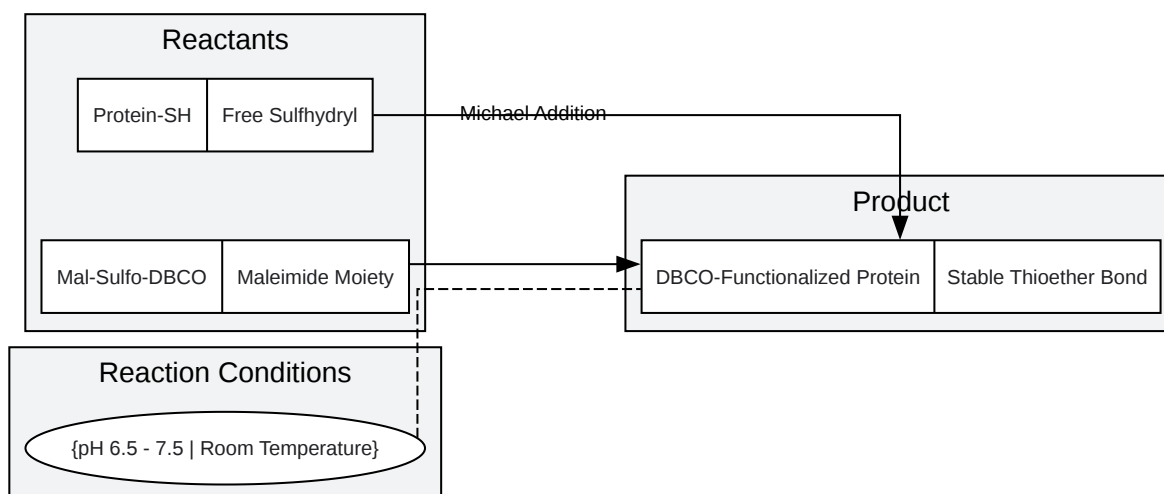 Reactants
Protein-SH
Free Sulfhydryl
Michael Addition
Mal-Sulfo-DBCO
Maleimide Moiety
Product
DBCO-Functionalized Protein
Stable Thioether Bond
Reaction Conditions
{pH 6.5 - 7.5 | Room Temperature}